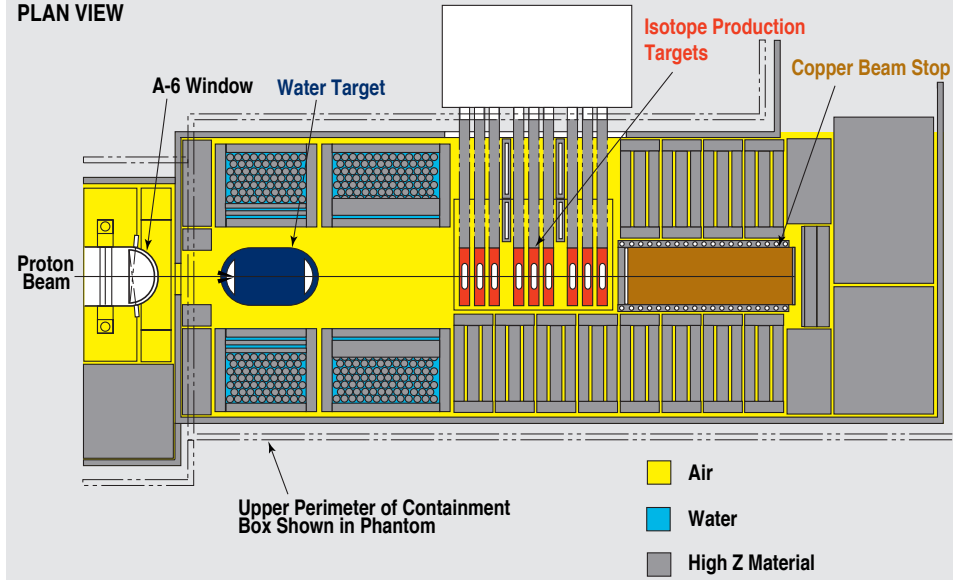 PLAN VIEW
Isotope Production
Targets
Copper Beam Stop
A-6 Window
Water Target
Proton
Beam
Upper Perimeter of Containment
Box Shown in Phantom
Air
Water
High Z Material